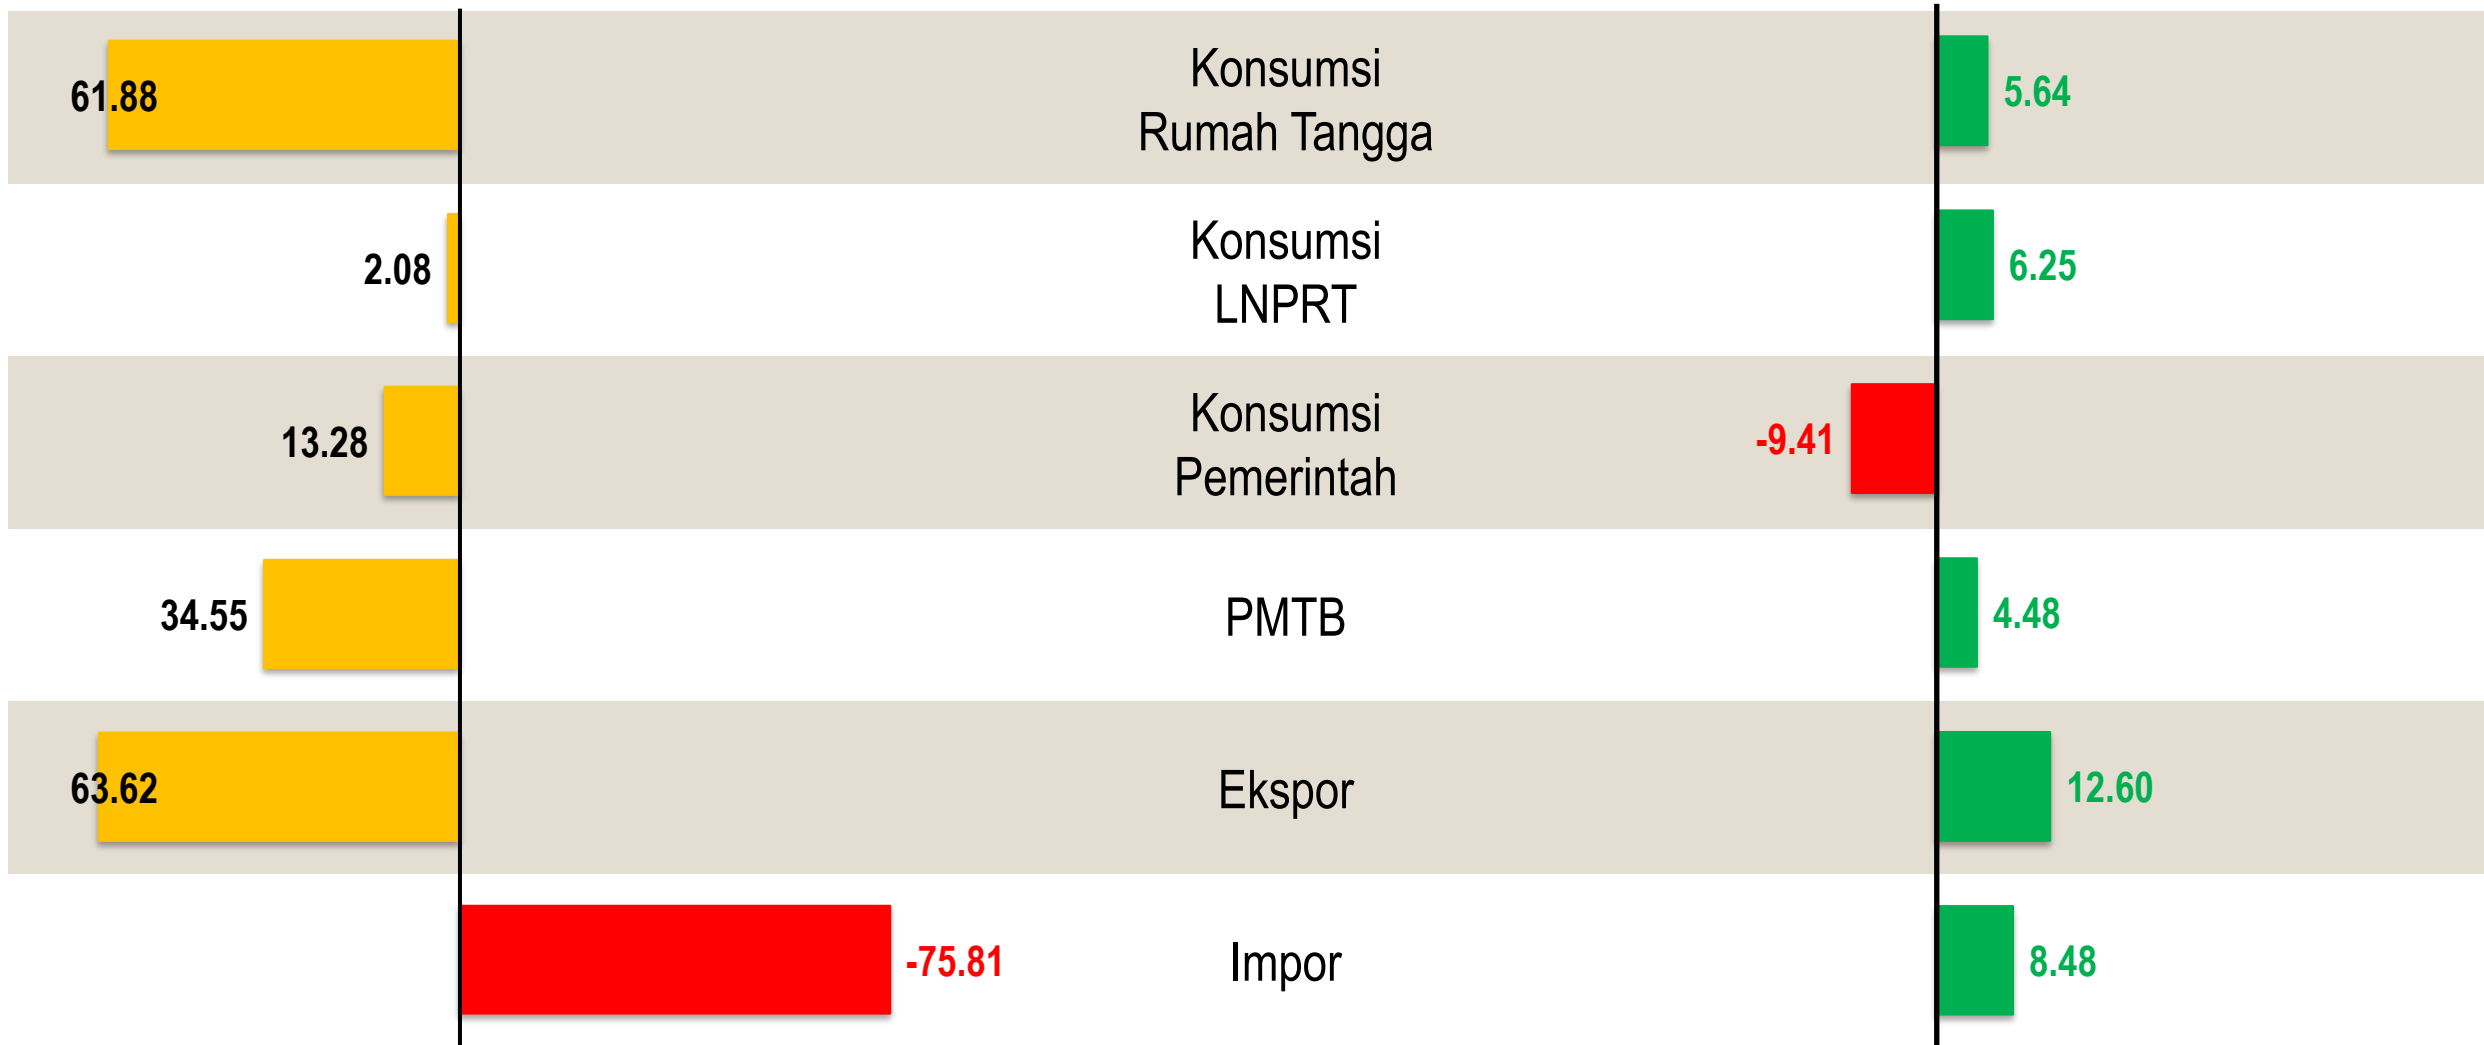 61.88
Konsumsi
Rumah Tangga
5.64
2.08
Konsumsi
LNPRT
6.25
13.28
Konsumsi
Pemerintah
-9.41
34.55
PMTB
4.48
63.62
Ekspor
12.60
-75.81
Impor
8.48